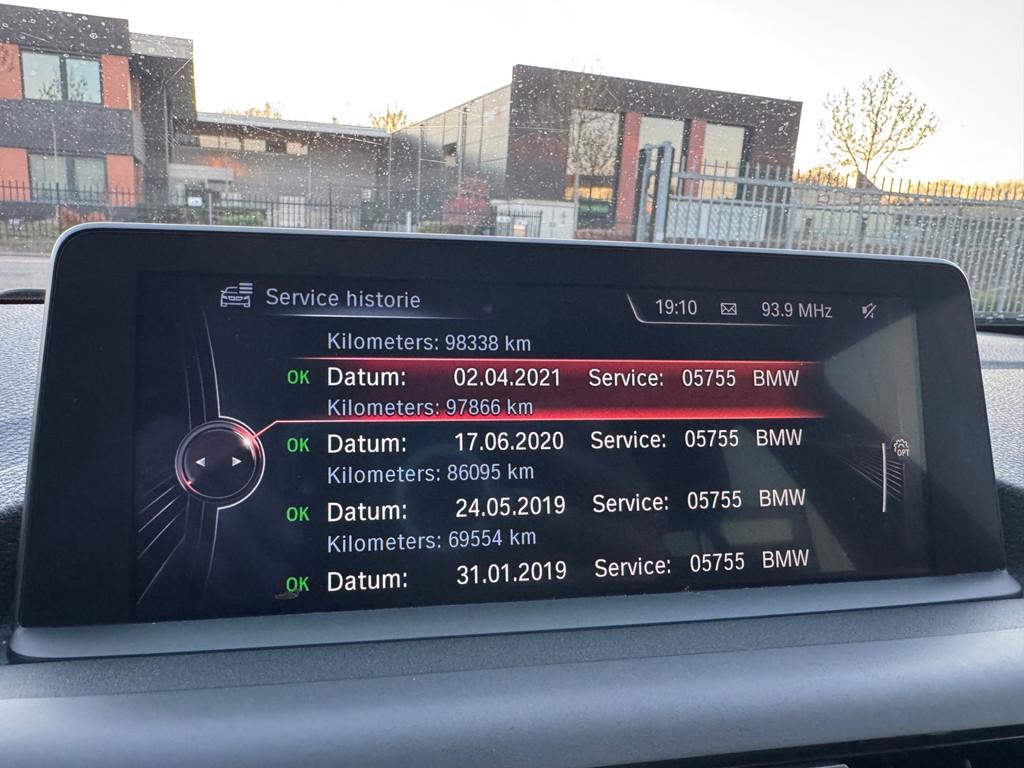 Service historie
19:10 93.9 MHz
Kilometers: 98338 km
OK Datum: 02.04.2021 Service: 05755 BMW
Kilometers: 97866 km
OK Datum: 17.06.2020 Service: 05755 BMW
Kilometers: 86095 km
OPT
OK Datum: 24.05.2019 Service: 05755 BMW
Kilometers: 69554 km
OK Datum: 31.01.2019 Service: 05755 BMW